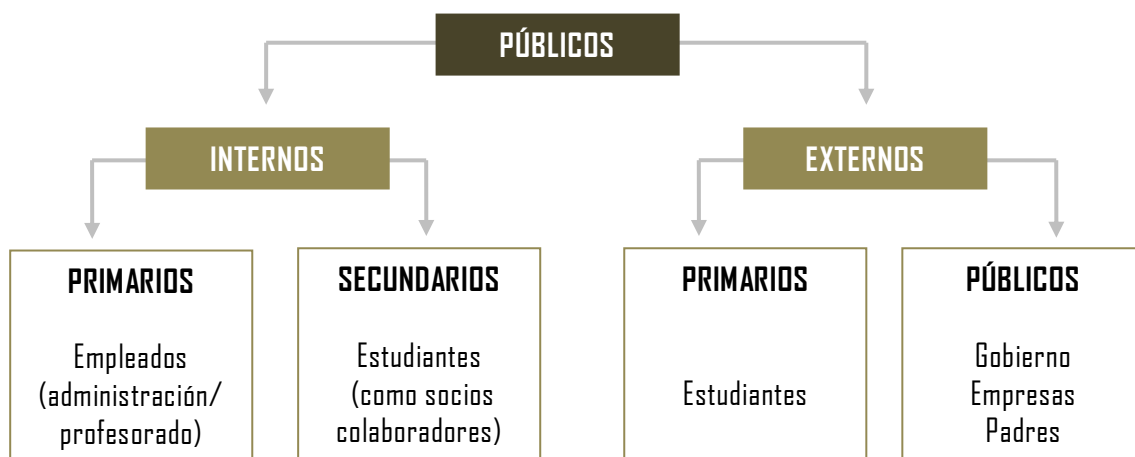 PÚBLICOS
INTERNOS
EXTERNOS
PRIMARIOS
Empleados
(administración/
profesorado)
SECUNDARIOS
Estudiantes
(como socios
colaboradores)
PRIMARIOS
Estudiantes
PÚBLICOS
Gobierno
Empresas
Padres